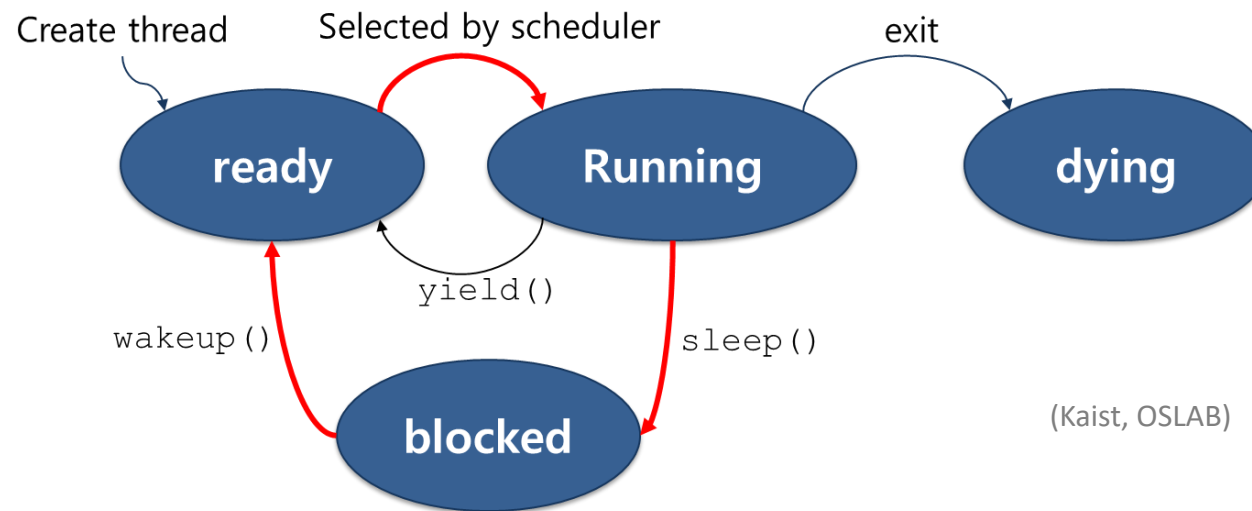 Create thread
Selected by scheduler
exit
ready
Running
dying
yield()
wakeup()
sleep()
blocked
(Kaist, OSLAB)